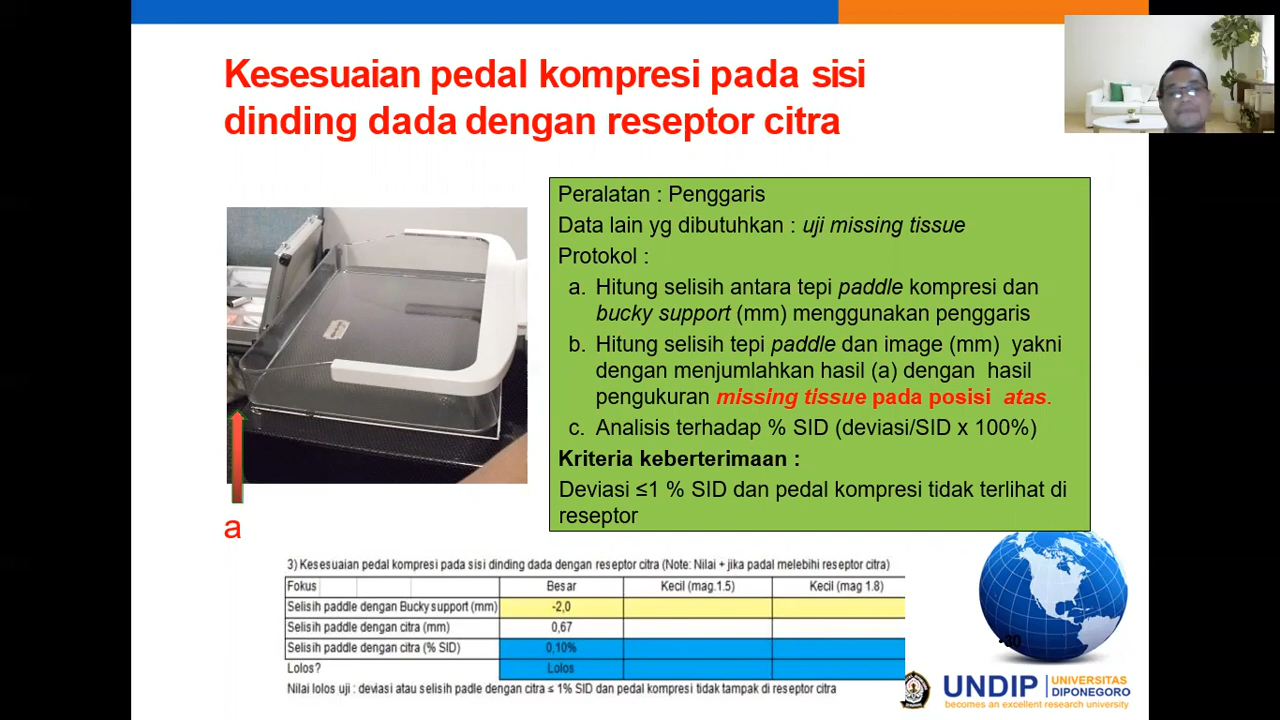 Kesesuaian pedal kompresi pada sisi
dinding dada dengan reseptor citra
Peralatan : Penggaris
Data lain yg dibutuhkan : uji missing tissue
Protokol :
a. Hitung selisih antara tepi paddle kompresi dan
bucky support (mm) menggunakan penggaris
b. Hitung selisih tepi paddle dan image (mm) yakni
dengan menjumlahkan hasil (a) dengan hasil
pengukuran missing tissue pada posisi atas.
c. Analisis terhadap % SID (deviasi/SID x 100%)
Kriteria keberterimaan :
Deviasi ≤1 % SID dan pedal kompresi tidak terlihat di
reseptor
a
3) Kesesuaian pedal kompresi pada sisi dinding dada dengan reseptor citra (Note: Nilai + jika padal melebihi reseptor citra)
Fokus Besar Kecil (mag.1.5) Kecil (mag 1.8)
Selisih paddle dengan Bucky support (mm) -2,0
Selisih paddle dengan citra (mm) 0,67
Selisih paddle dengan citra (% SID) 0,10%
Lolos? Lolos
Nilai lolos uji : deviasi atau selisih padle dengan citra ≤ 1% SID dan pedal kompresi tidak tampak di reseptor citra
•30
UNDIP UNIVERSITAS
DIPONEGORO
becomes an excellent research university